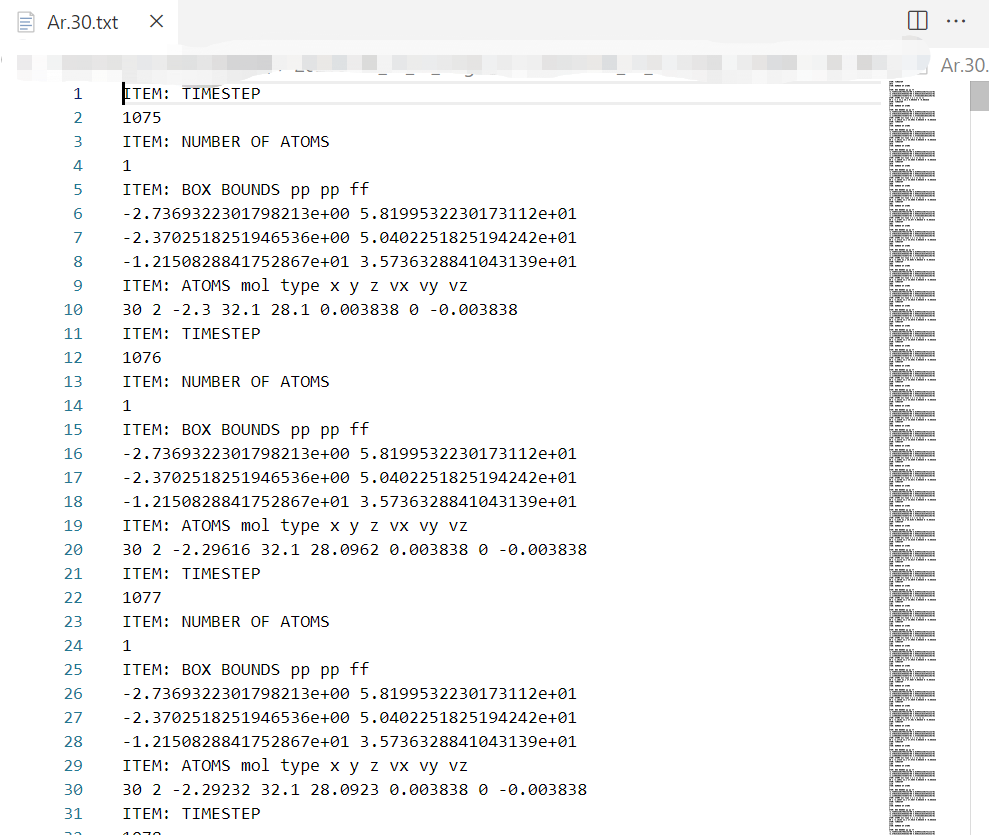 Ar.30.txt
Ar.30.
1 ITEM: TIMESTEP
2 1075
3 ITEM: NUMBER OF ATOMS
4 1
5 ITEM: BOX BOUNDS pp pp ff
6 -2.7369322301798213e+00 5.8199532230173112e+01
7 -2.3702518251946536e+00 5.0402251825194242e+01
8 -1.2150828841752867e+01 3.5736328841043139e+01
9 ITEM: ATOMS mol type x y z vx vy vz
10 30 2 -2.3 32.1 28.1 0.003838 0 -0.003838
11 ITEM: TIMESTEP
12 1076
13 ITEM: NUMBER OF ATOMS
14 1
15 ITEM: BOX BOUNDS pp pp ff
16 -2.7369322301798213e+00 5.8199532230173112e+01
17 -2.3702518251946536e+00 5.0402251825194242e+01
18 -1.2150828841752867e+01 3.5736328841043139e+01
19 ITEM: ATOMS mol type x y z vx vy vz
20 30 2 -2.29616 32.1 28.0962 0.003838 0 -0.003838
21 ITEM: TIMESTEP
22 1077
23 ITEM: NUMBER OF ATOMS
24 1
25 ITEM: BOX BOUNDS pp pp ff
26 -2.7369322301798213e+00 5.8199532230173112e+01
27 -2.3702518251946536e+00 5.0402251825194242e+01
28 -1.2150828841752867e+01 3.5736328841043139e+01
29 ITEM: ATOMS mol type x y z vx vy vz
30 30 2 -2.29232 32.1 28.0923 0.003838 0 -0.003838
31 ITEM: TIMESTEP